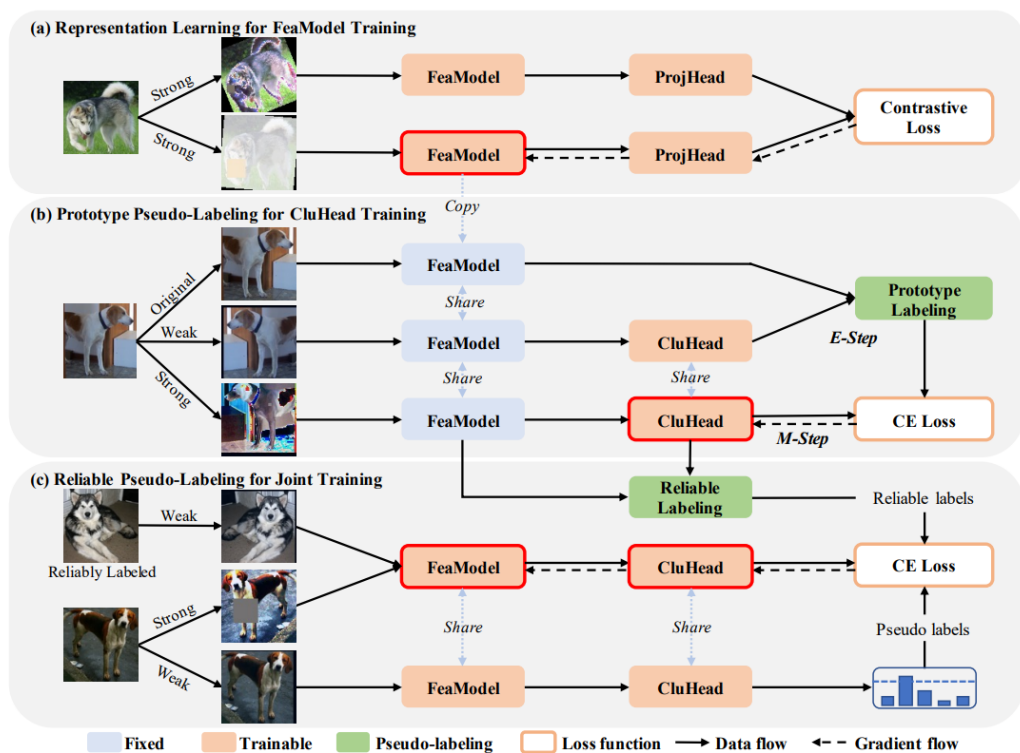 (a) Representation Learning for FeaModel Training
Strong
FeaModel
ProjHead
Contrastive
Loss
Strong
FeaModel
ProjHead
Copy
(b) Prototype Pseudo-Labeling for CluHead Training
Original
FeaModel
Share
Prototype
Labeling
Weak
FeaModel
CluHead
E-Step
Share
Share
Strong
FeaModel
CluHead
M-Step
CE Loss
(c) Reliable Pseudo-Labeling for Joint Training
Reliable
Labeling
Reliable labels
Weak
Reliably Labeled
FeaModel
CluHead
CE Loss
Strong
Share
Share
Pseudo labels
Weak
FeaModel
CluHead
Fixed
Trainable
Pseudo-labeling
Loss function
Data flow
Gradient flow